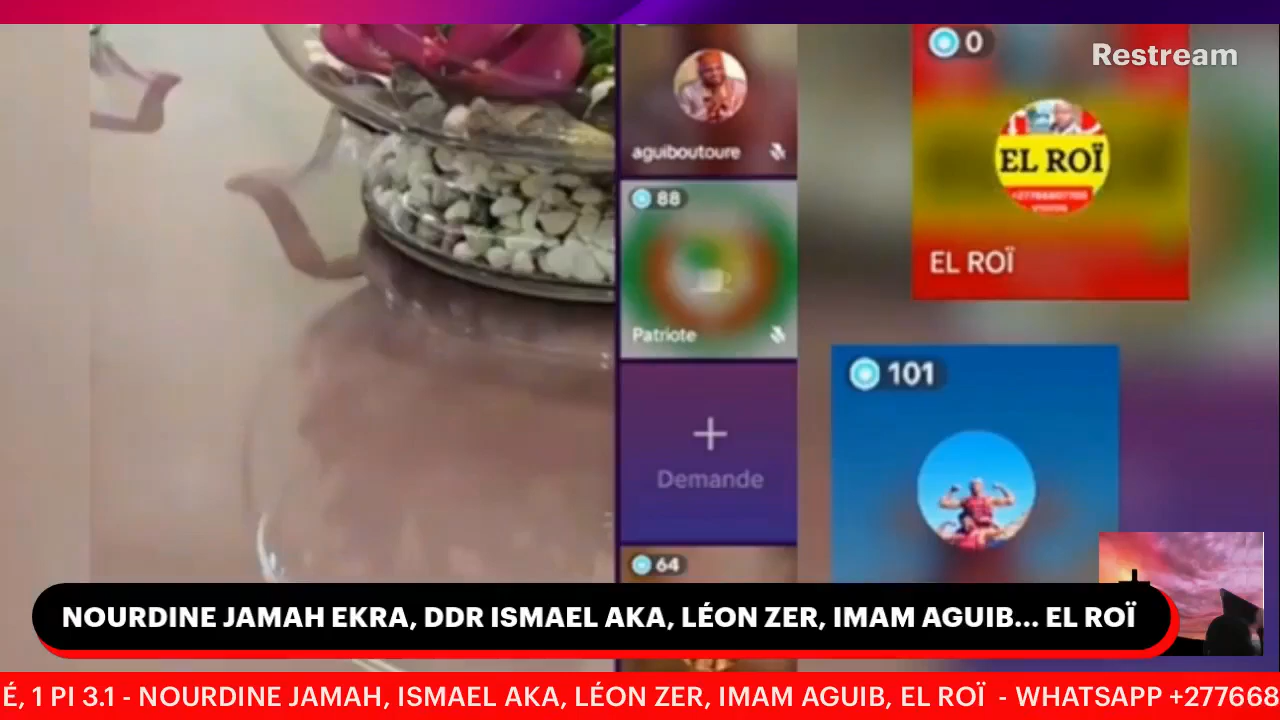 0
Restream
aguiboutoure
EL ROÏ
88
EL ROÏ
Patriote
101
Demande
64
NOURDINE JAMAH EKRA, DDR ISMAEL AKA, LÉON ZER, IMAM AGUIB... EL ROÏ
É, 1 PI 3.1 - NOURDINE JAMAH, ISMAEL AKA, LÉON ZER, IMAM AGUIB, EL ROÏ - WHATSAPP +277668